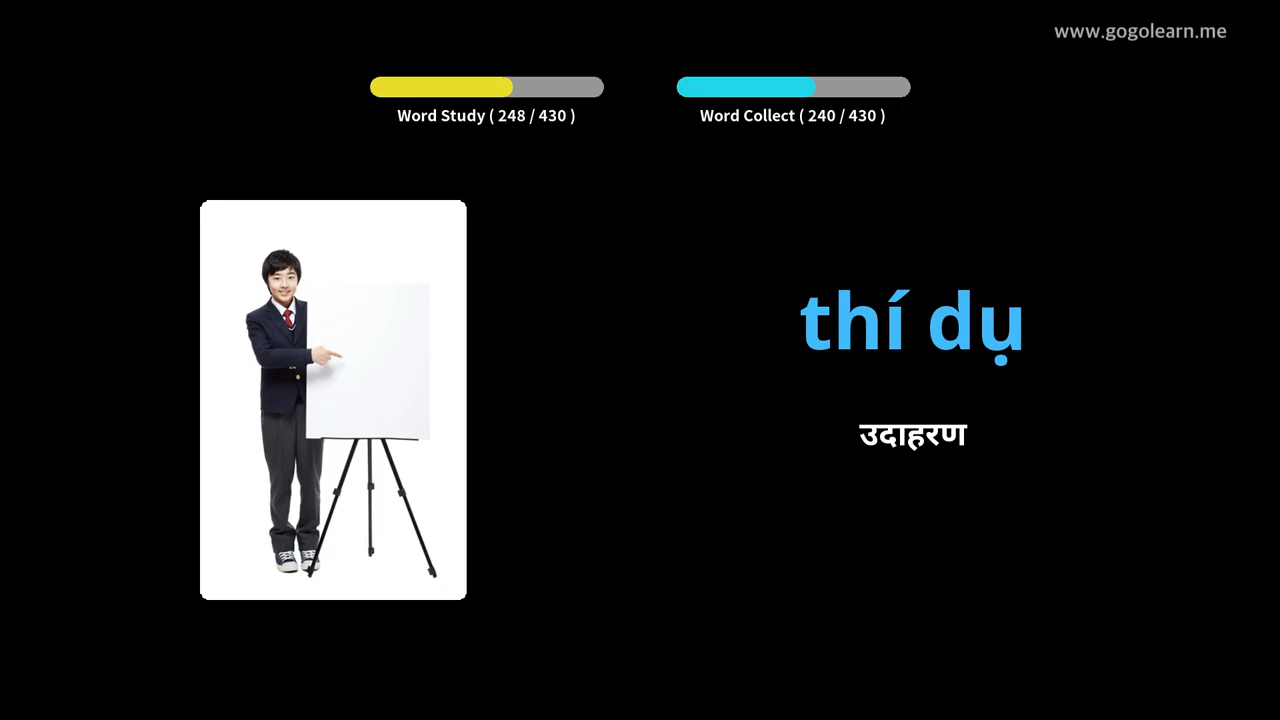 www.gogolearn.me
Word Study ( 248 / 430 )
Word Collect ( 240 / 430 )
thí dụ
उदाहरण